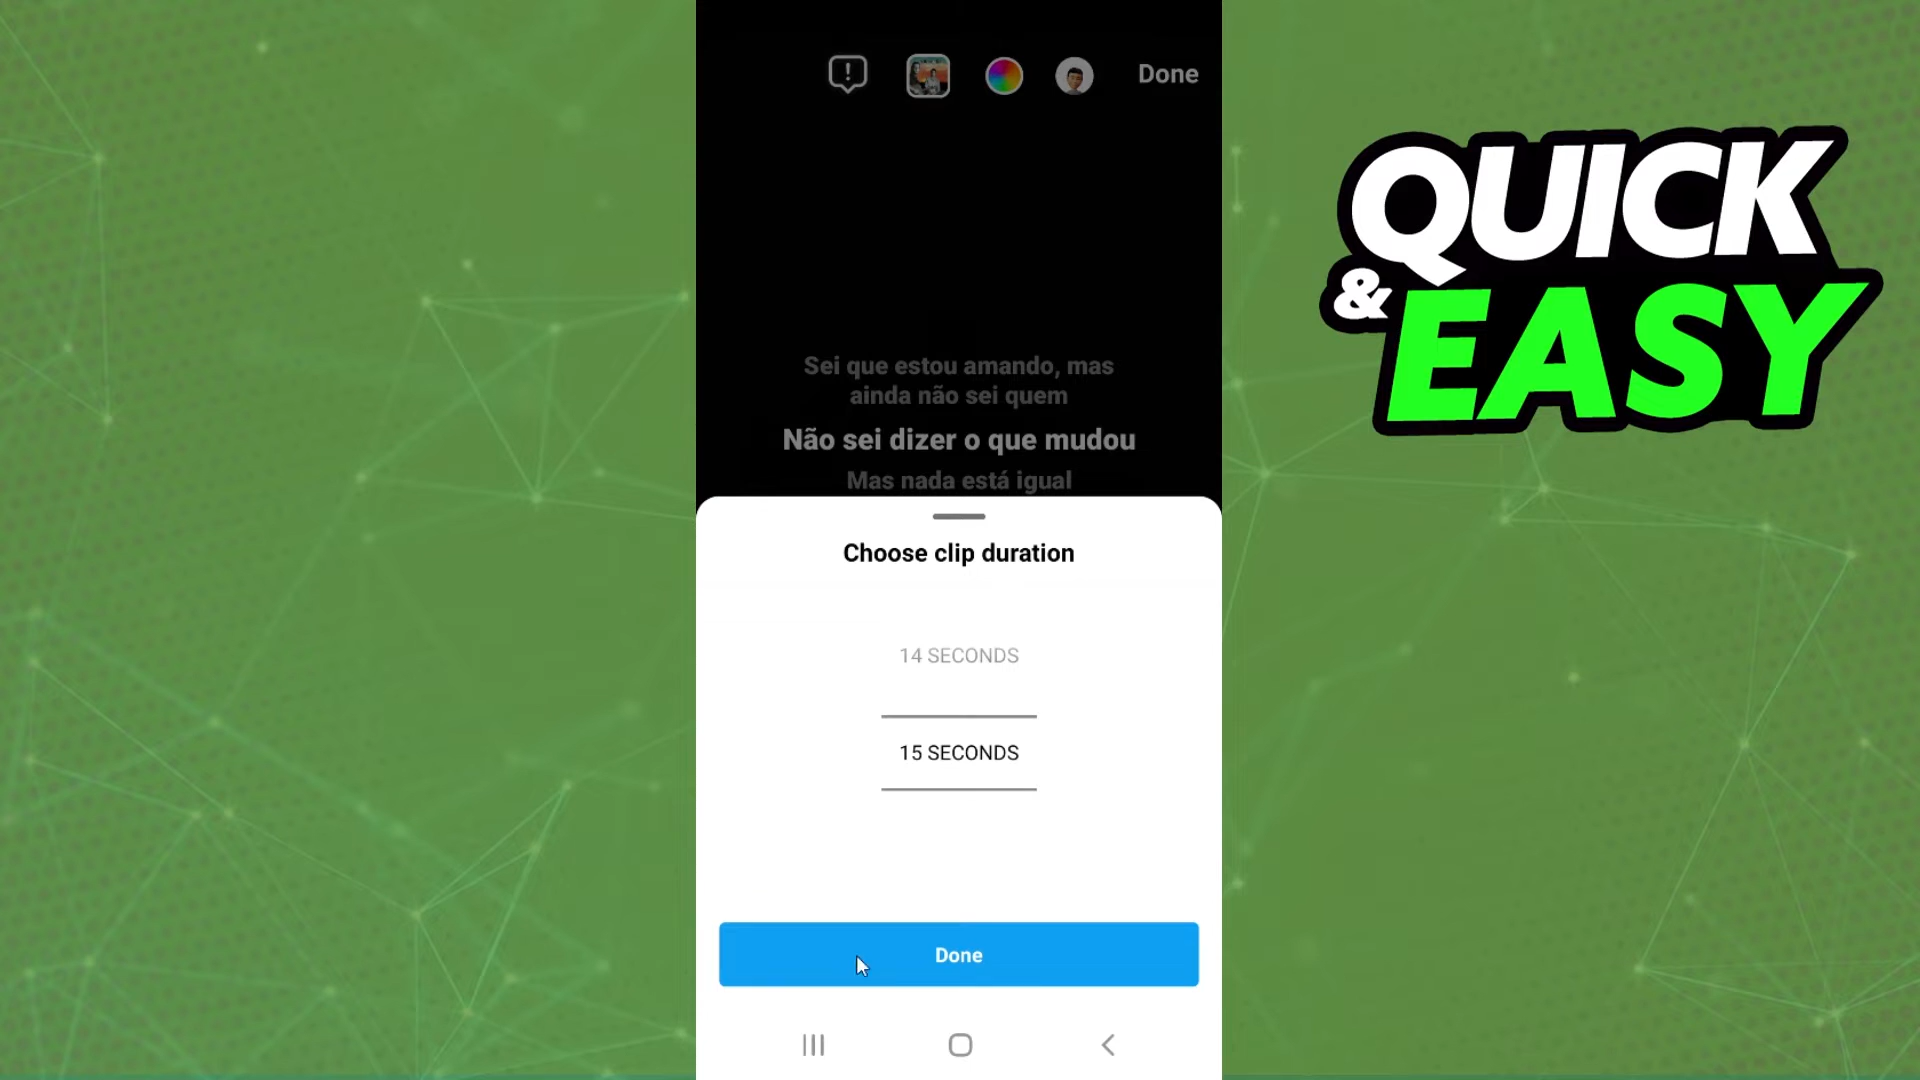 Done
Sei que estou amando, mas
ainda não sei quem
Não sei dizer o que mudou
Mas nada está igual
Choose clip duration
14 SECONDS
15 SECONDS
Done
QUICK
& EASY